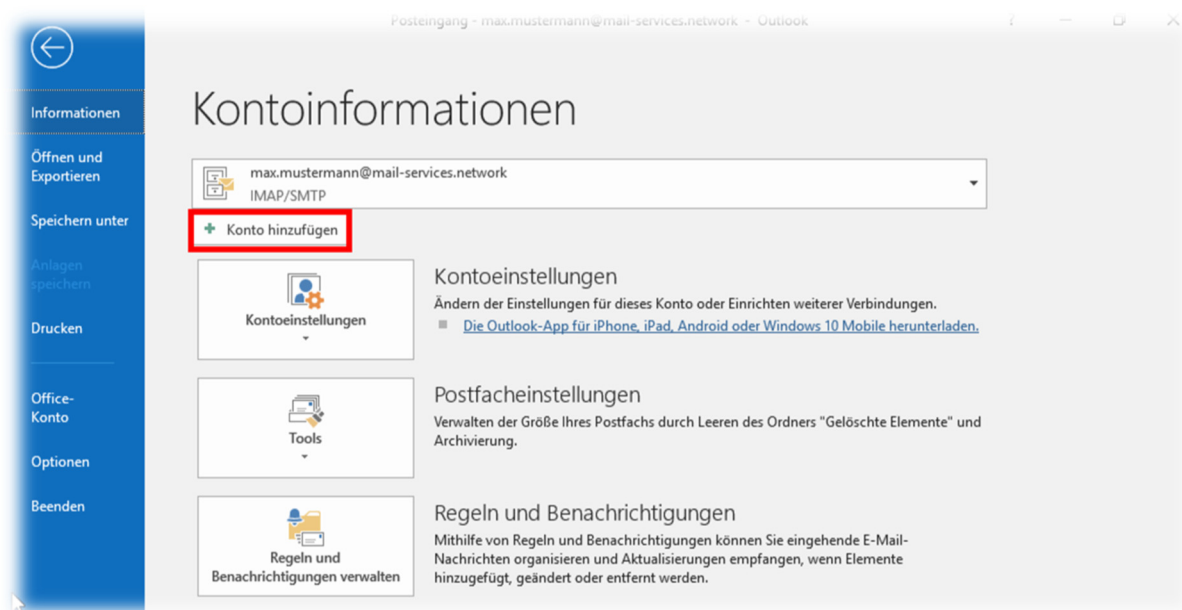 Posteingang - max.mustermann@mail-services.network - Outlook
?
Informationen
Öffnen und
Exportieren
Speichern unter
Anlagen
speichern
Drucken
Office-
Konto
Optionen
Beenden
Kontoinformationen
max.mustermann@mail-services.network
IMAP/SMTP
+ Konto hinzufügen
Kontoeinstellungen
Kontoeinstellungen
Ändern der Einstellungen für dieses Konto oder Einrichten weiterer Verbindungen.
Die Outlook-App für iPhone, iPad, Android oder Windows 10 Mobile herunterladen.
Tools
Postfacheinstellungen
Verwalten der Größe Ihres Postfachs durch Leeren des Ordners "Gelöschte Elemente" und
Archivierung.
Regeln und
Benachrichtigungen verwalten
Regeln und Benachrichtigungen
Mithilfe von Regeln und Benachrichtigungen können Sie eingehende E-Mail-
Nachrichten organisieren und Aktualisierungen empfangen, wenn Elemente
hinzugefügt, geändert oder entfernt werden.